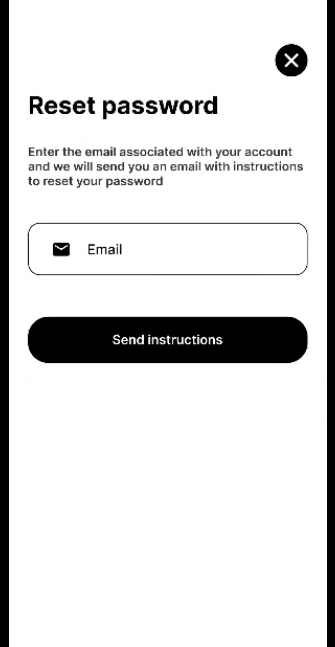 Reset password
Enter the email associated with your account
and we will send you an email with instructions
to reset your password
Email
Send instructions